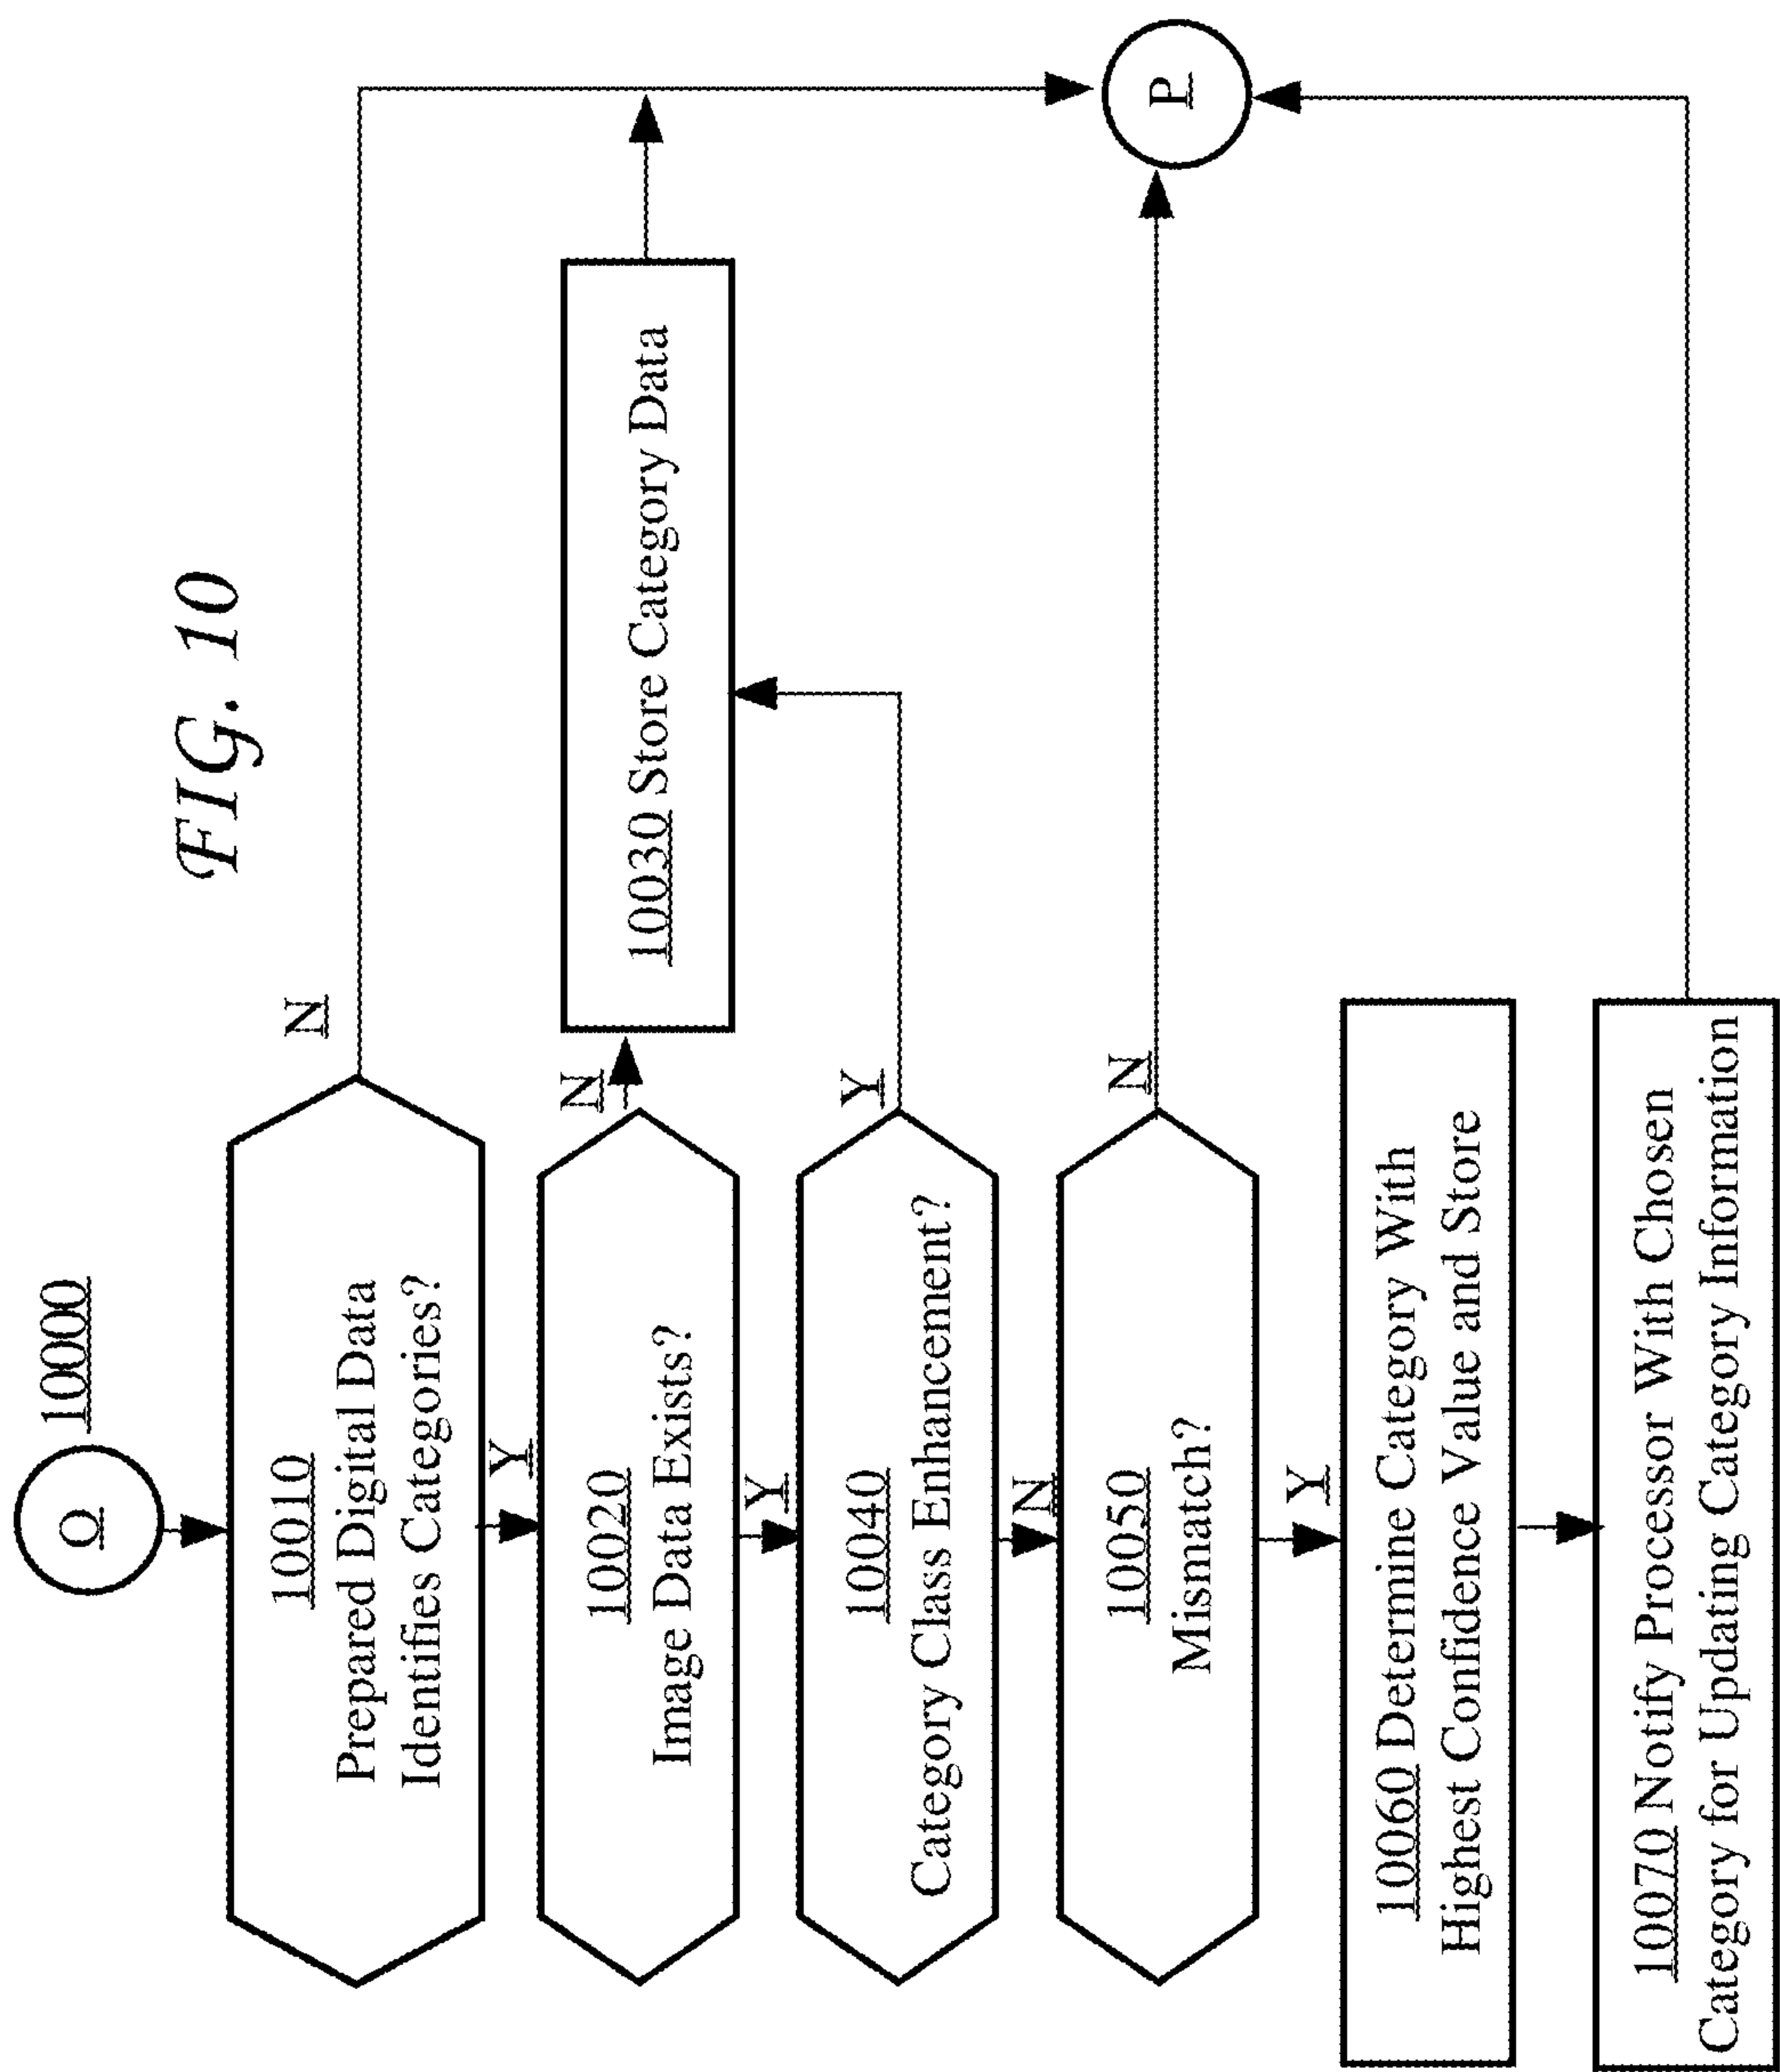 FIG. 10
O
10000
10010
Prepared Digital Data
Identifies Categories?
N
Y
10020
Image Data Exists?
N
10030 Store Category Data
Y
10040
Category Class Enhancement?
Y
N
10050
Mismatch?
N
P
Y
10060 Determine Category With
Highest Confidence Value and Store
10070 Notify Processor With Chosen
Category for Updating Category Information